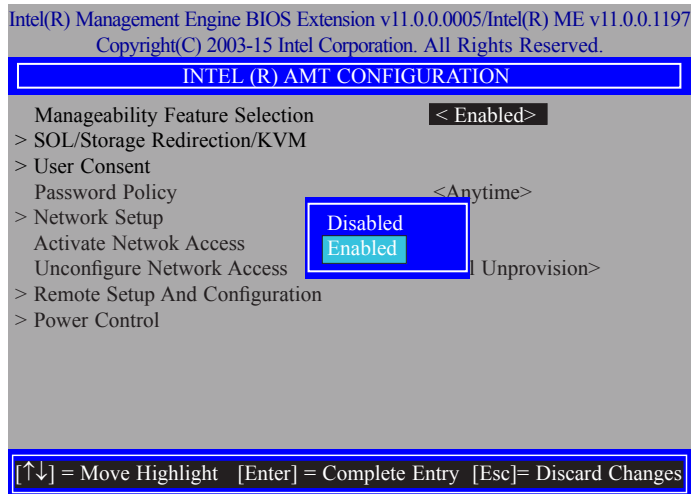 Intel(R) Management Engine BIOS Extension v11.0.0.0005/Intel(R) ME v11.0.0.1197
Copyright(C) 2003-15 Intel Corporation. All Rights Reserved.
INTEL (R) AMT CONFIGURATION
Manageability Feature Selection < Enabled>
> SOL/Storage Redirection/KVM
> User Consent
Password Policy <Anytime>
> Network Setup
Disabled
Activate Netwok Access
Enabled
Unconfigure Network Access Unprovision>
> Remote Setup And Configuration
> Power Control
[↑↓] = Move Highlight [Enter] = Complete Entry [Esc]= Discard Changes